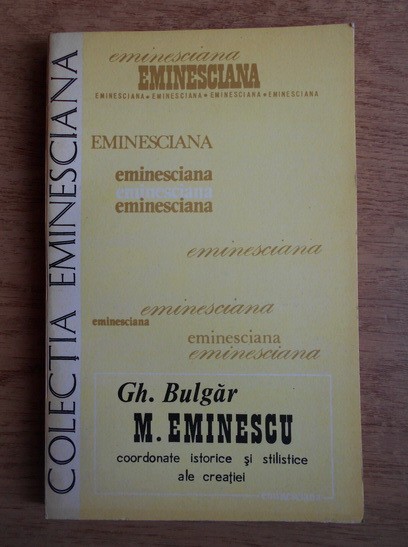 COLECȚIA EMINESCIANA
eminesciana
EMINESCIANA
EMINESCIANA • EMINESCIANA • EMINESCIANA • EMINESCIANA
EMINESCIANA
eminesciana
eminesciana
eminesciana
eminesciana
eminesciana
eminesciana
eminesciana
eminesciana
Gh. Bulgăr
M. EMINESCU
coordonate istorice și stilistice
ale creației